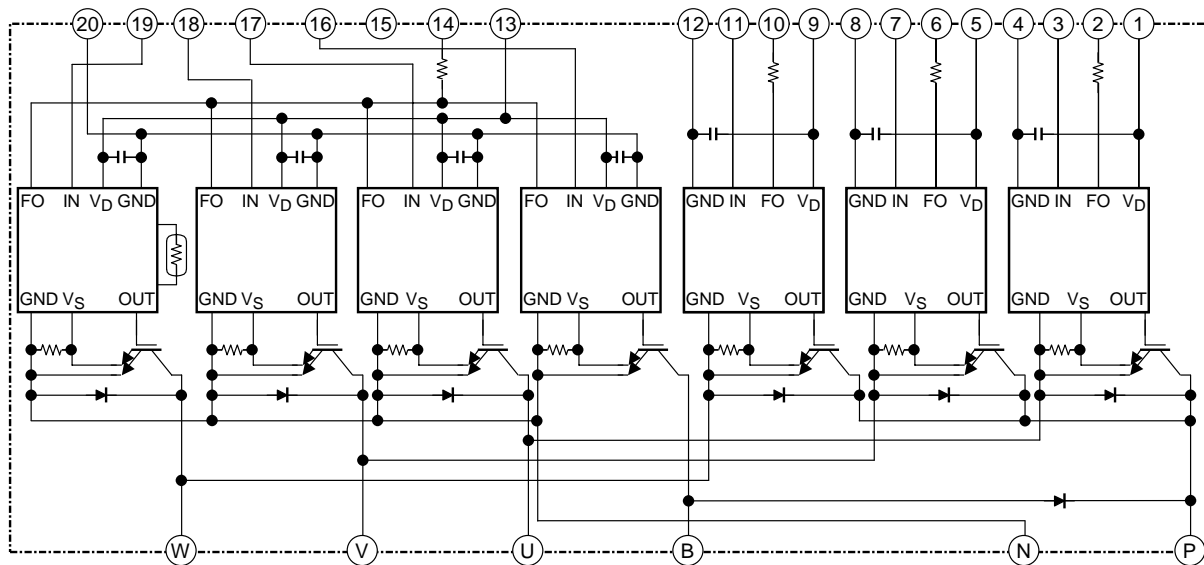 20 19 18 17 16 15 14 13 12 11 10 9 8 7 6 5 4 3 2 1
FO IN VD GND FO IN VD GND FO IN VD GND FO IN VD GND GND IN FO VD GND IN FO VD GND IN FO VD
GND VS OUT GND VS OUT GND VS OUT GND VS OUT GND VS OUT GND VS OUT GND VS OUT
W V U B N P